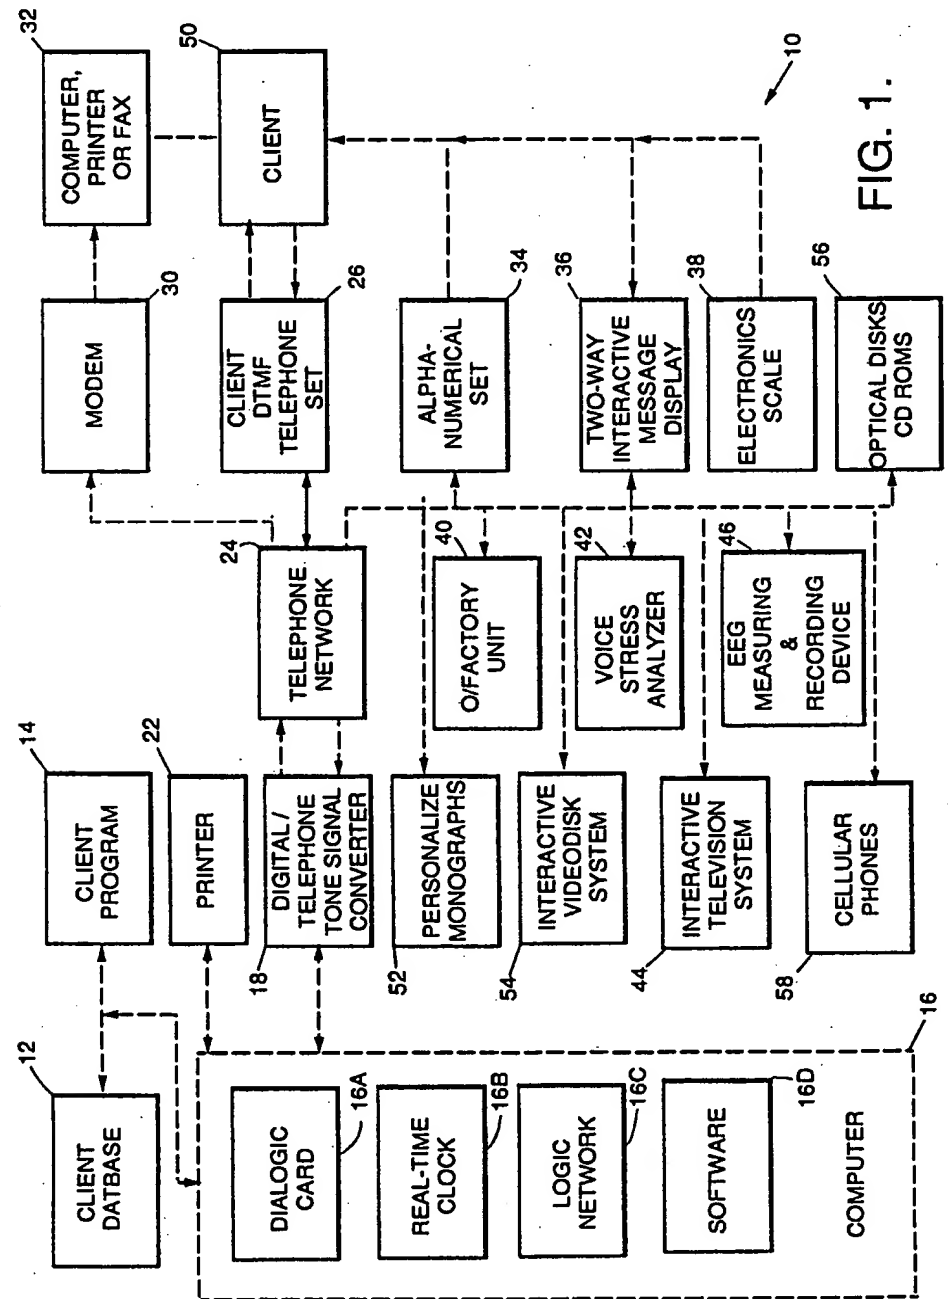 12
CLIENT
DATBASE
14
CLIENT
PROGRAM
22
PRINTER
18
DIGITAL/
TELEPHONE
TONE SIGNAL
CONVERTER
24
TELEPHONE
NETWORK
MODEM
30
COMPUTER,
PRINTER
OR FAX
32
CLIENT
DTMF
TELEPHONE
SET
26
CLIENT
50
DIALOGIC
CARD
16A
REAL-TIME
CLOCK
16B
LOGIC
NETWORK
16C
SOFTWARE
16D
COMPUTER
16
PERSONALIZE
MONOGRAPHS
52
INTERACTIVE
VIDEODISK
SYSTEM
54
INTERACTIVE
TELEVISION
SYSTEM
44
CELLULAR
PHONES
58
O/FACTORY
UNIT
40
VOICE
STRESS
ANALYZER
42
EEG
MEASURING
&
RECORDING
DEVICE
46
ALPHA-
NUMERICAL
SET
34
TWO-WAY
INTERACTIVE
MESSAGE
DISPLAY
36
ELECTRONICS
SCALE
38
OPTICAL DISKS
CD ROMS
56
10
FIG. 1.